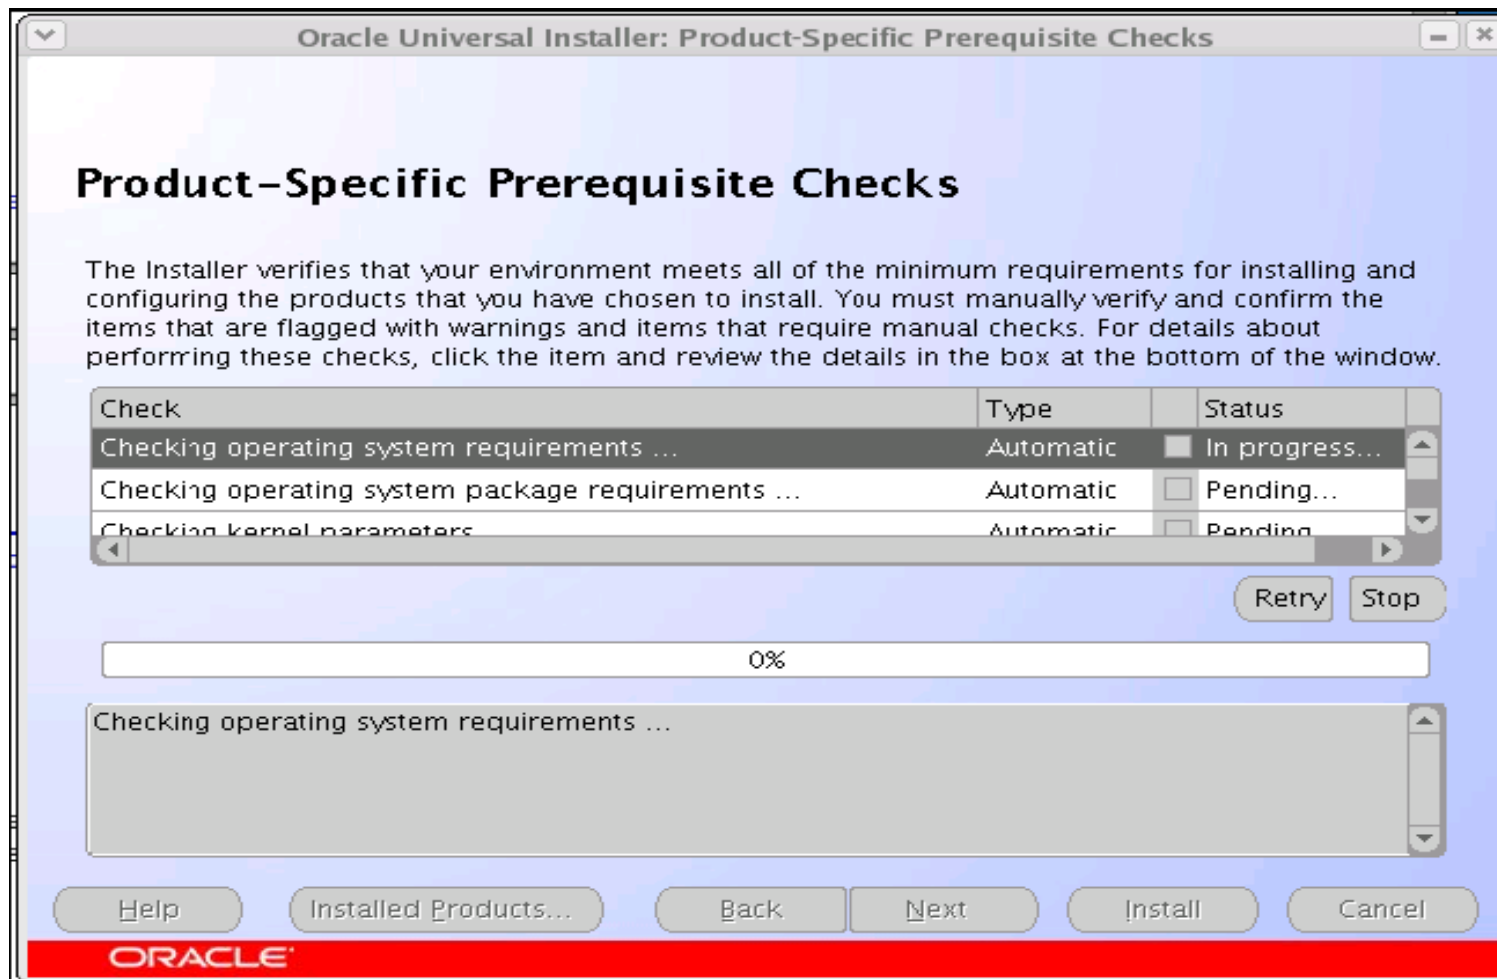 Oracle Universal Installer: Product-Specific Prerequisite Checks
Product-Specific Prerequisite Checks
The Installer verifies that your environment meets all of the minimum requirements for installing and
configuring the products that you have chosen to install. You must manually verify and confirm the
items that are flagged with warnings and items that require manual checks. For details about
performing these checks, click the item and review the details in the box at the bottom of the window.
Check Type Status
Checking operating system requirements ... Automatic In progress...
Checking operating system package requirements ... Automatic Pending...
Checking kernel parameters Automatic Pending
Retry Stop
0%
Checking operating system requirements ...
Help Installed Products... Back Next Install Cancel
ORACLE